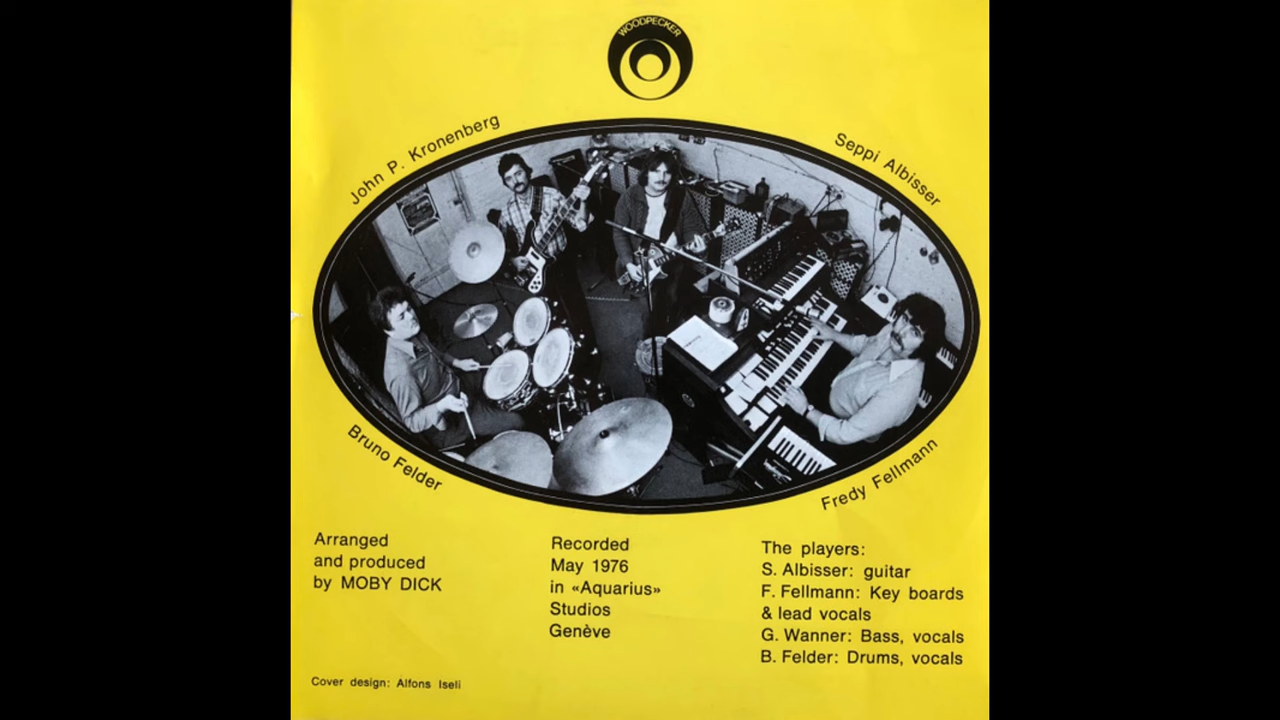 WOODPECKER
John P. Kronenberg
Seppi Albisser
Bruno Felder
Fredy Fellmann
Arranged
and produced
by MOBY DICK
Recorded
May 1976
in «Aquarius»
Studios
Genève
The players:
S. Albisser: guitar
F. Fellmann: Key boards
& lead vocals
G. Wanner: Bass, vocals
B. Felder: Drums, vocals
Cover design: Alfons Iseli